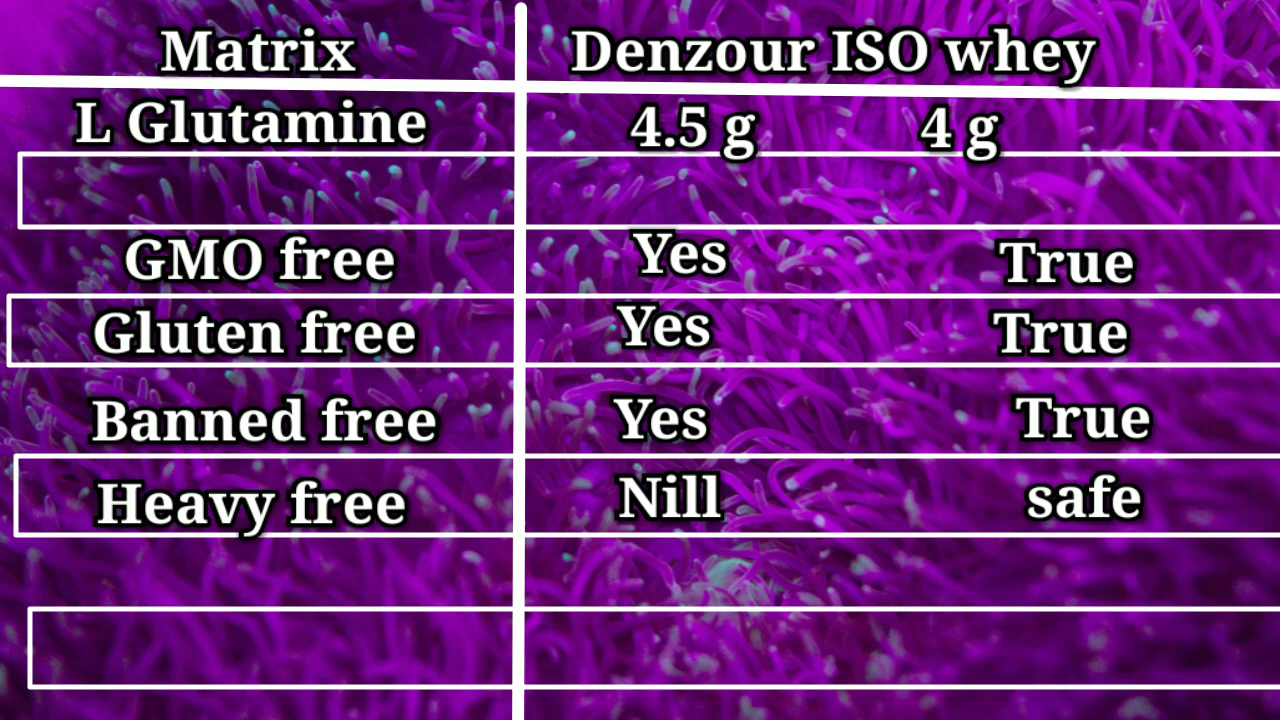 Matrix Denzour ISO whey
L Glutamine 4.5 g 4 g
GMO free Yes True
Gluten free Yes True
Banned free Yes True
Heavy free Nill safe